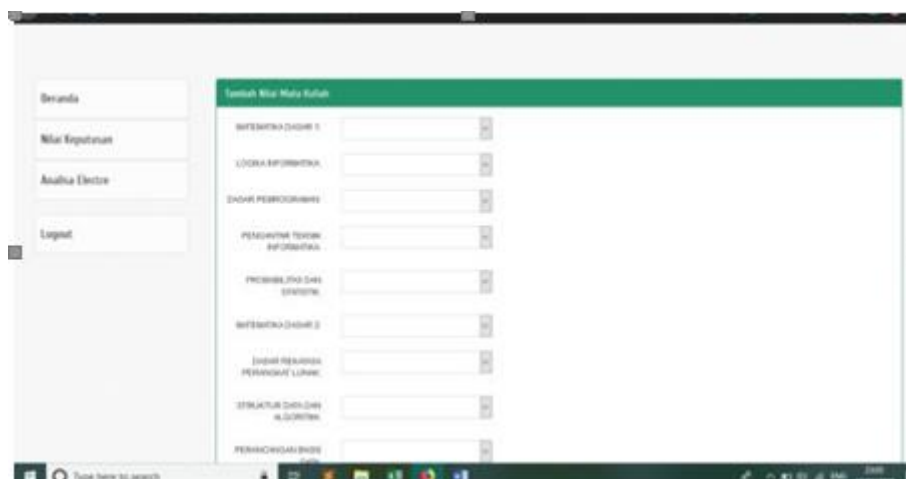 Beranda
Nilai Keputusan
Analisa Electre
Logout
Tambah Nilai Mata Kuliah
MATEMATIKA DASAR 1
LOGIKA INFORMATIKA
DASAR PEMROGRAMAN
PENGANTAR TEKNIK
INFORMATIKA
PROBABILITAS DAN
STATISTIK
MATEMATIKA DASAR 2
DASAR REKAYASA
PERANGKAT LUNAK
STRUKTUR DATA DAN
ALGORITMA
PERANCANGAN BASIS
DATA
Type here to search
ENG